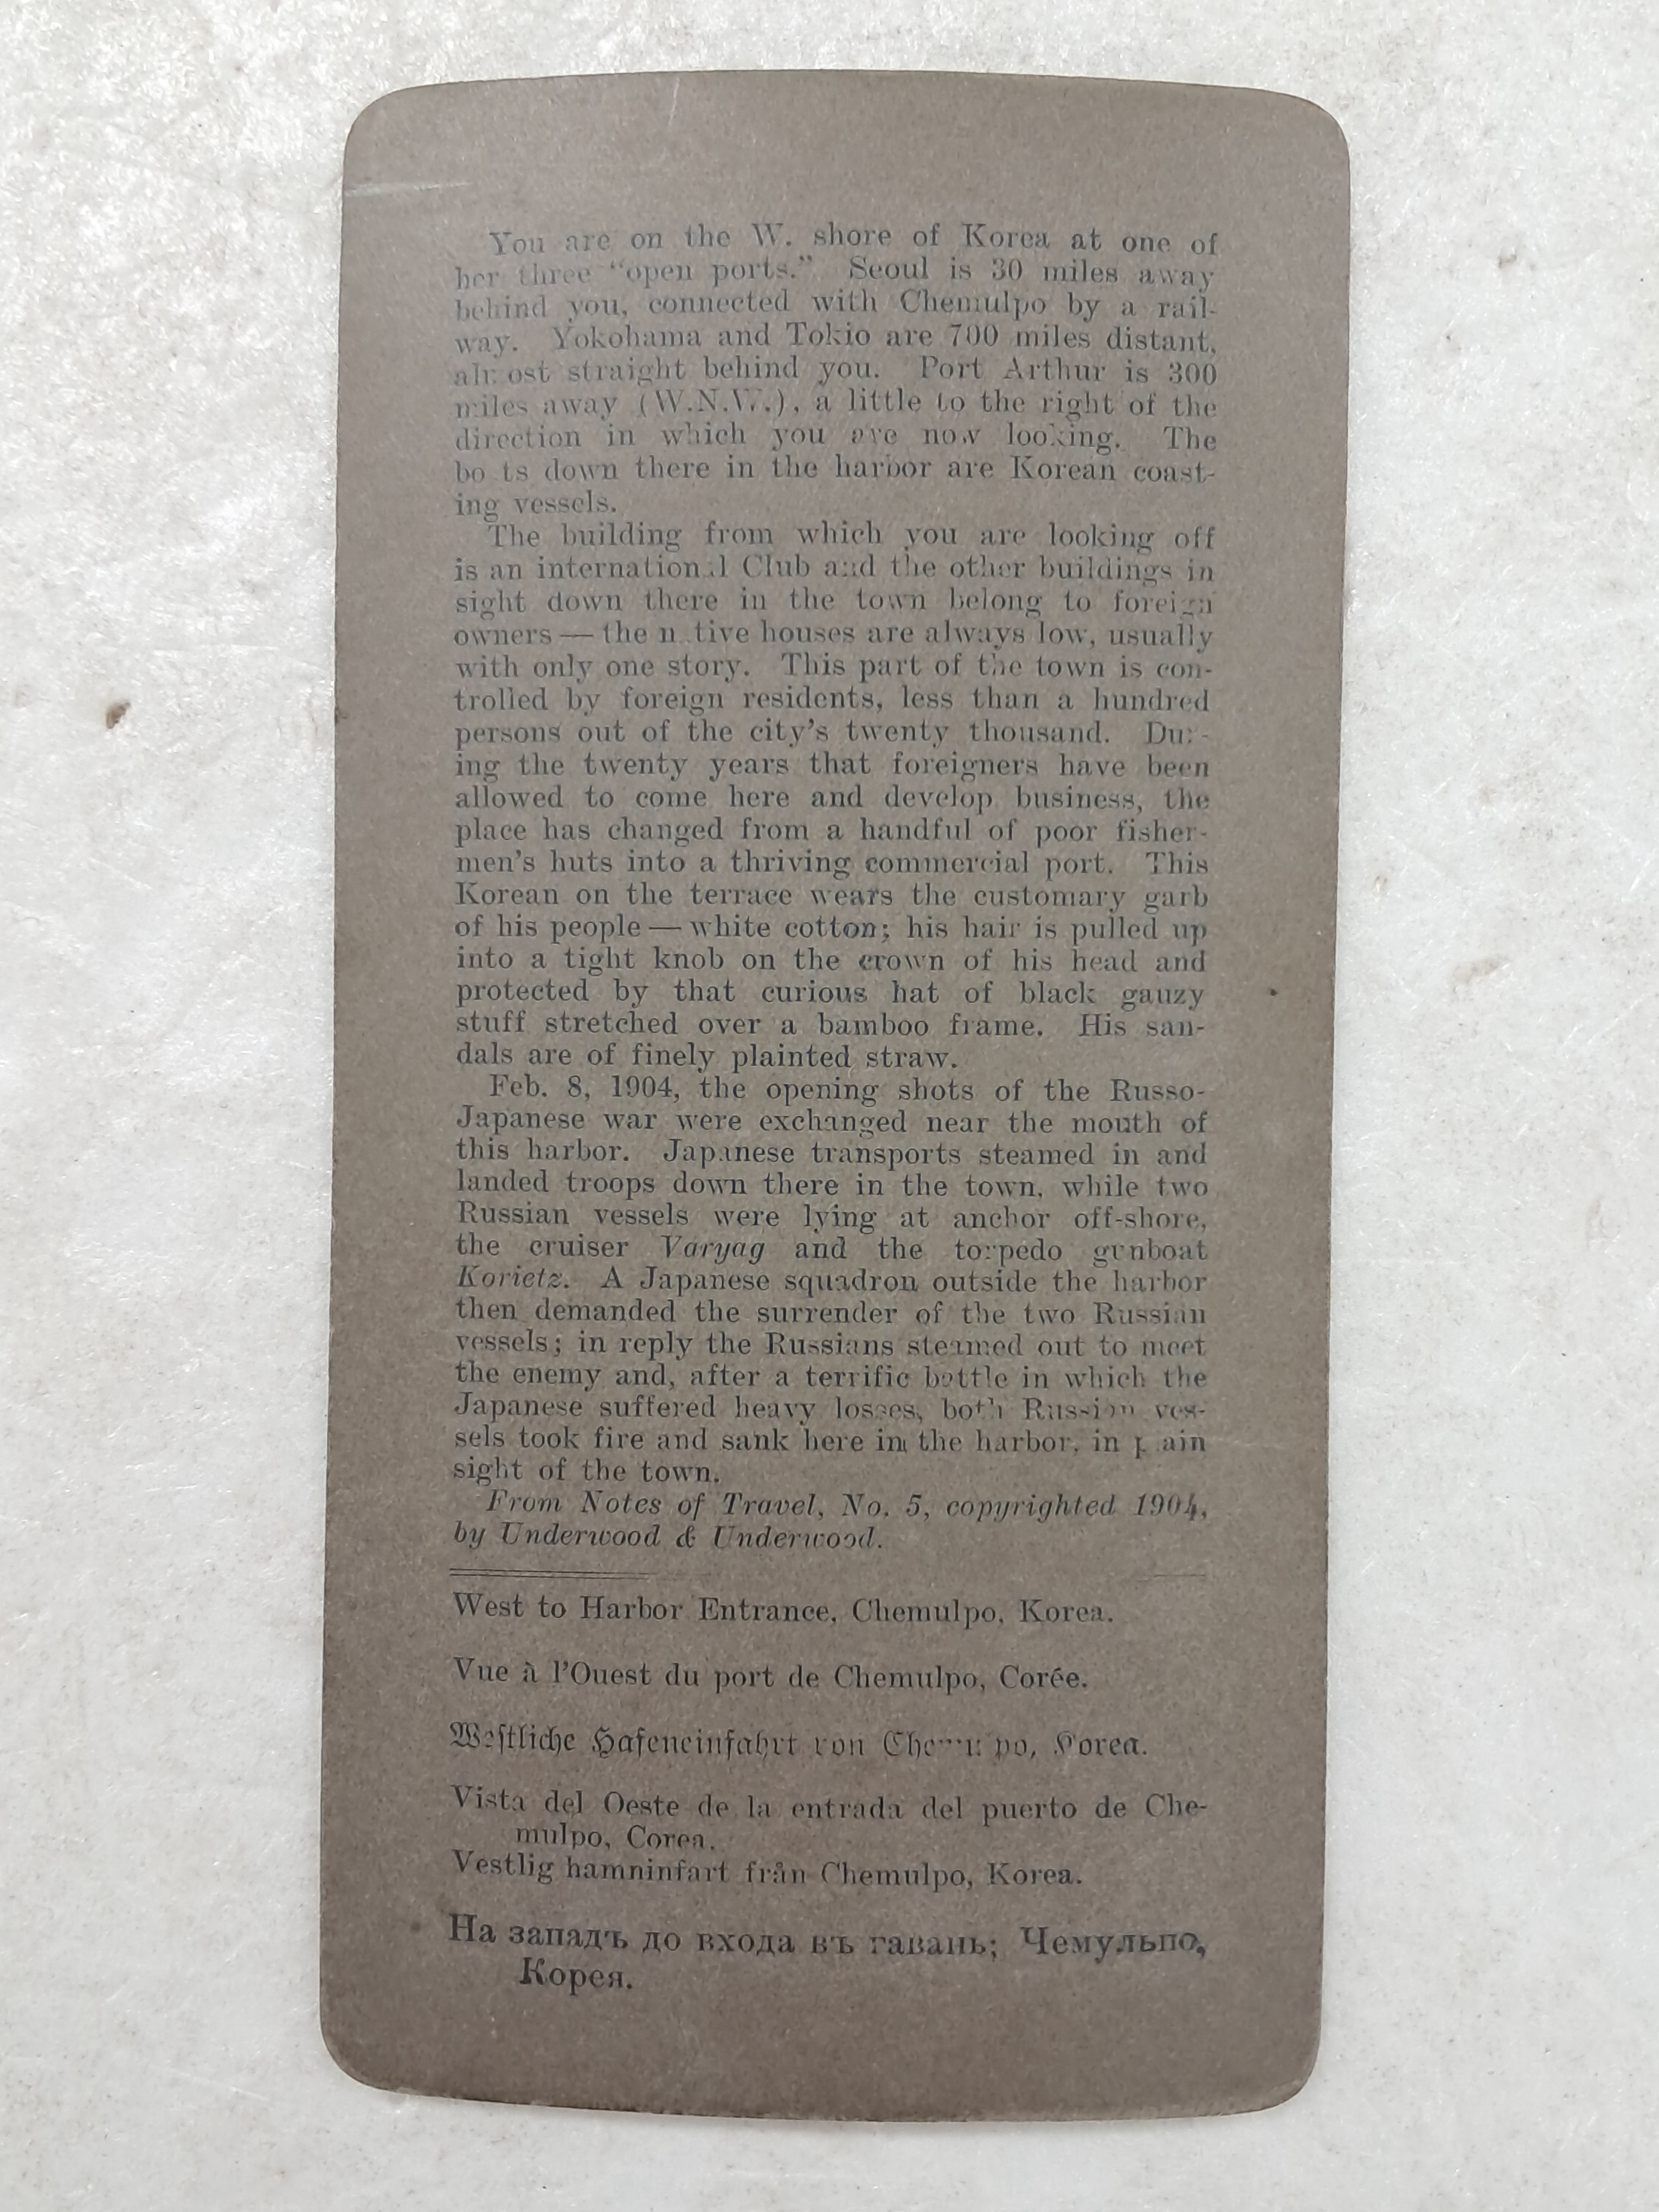 You are on the W. shore of Korea at one of
her three "open ports." Seoul is 30 miles away
behind you, connected with Chemulpo by a rail-
way. Yokohama and Tokio are 700 miles distant,
almost straight behind you. Port Arthur is 300
miles away (W.N.W.), a little to the right of the
direction in which you are now looking. The
boats down there in the harbor are Korean coast-
ing vessels.
The building from which you are looking off
is an international Club and the other buildings in
sight down there in the town belong to foreign
owners — the native houses are always low, usually
with only one story. This part of the town is con-
trolled by foreign residents, less than a hundred
persons out of the city's twenty thousand. Dur-
ing the twenty years that foreigners have been
allowed to come here and develop business, the
place has changed from a handful of poor fisher-
men's huts into a thriving commercial port. This
Korean on the terrace wears the customary garb
of his people — white cotton; his hair is pulled up
into a tight knob on the crown of his head and
protected by that curious hat of black gauzy
stuff stretched over a bamboo frame. His san-
dals are of finely plainted straw.
Feb. 8, 1904, the opening shots of the Russo-
Japanese war were exchanged near the mouth of
this harbor. Japanese transports steamed in and
landed troops down there in the town, while two
Russian vessels were lying at anchor off-shore,
the cruiser Varyag and the torpedo gunboat
Korietz. A Japanese squadron outside the harbor
then demanded the surrender of the two Russian
vessels; in reply the Russians steamed out to meet
the enemy and, after a terrific battle in which the
Japanese suffered heavy losses, both Russian ves-
sels took fire and sank here in the harbor, in plain
sight of the town.
From Notes of Travel, No. 5, copyrighted 1904,
by Underwood & Underwood.
West to Harbor Entrance, Chemulpo, Korea.
Vue à l'Ouest du port de Chemulpo, Corée.
Westliche Hafeneinfahrt von Chemulpo, Korea.
Vista del Oeste de la entrada del puerto de Che-
mulpo, Corea.
Vestlig hamninfart från Chemulpo, Korea.
На западъ до входа въ гавань; Чемульпо,
Корея.